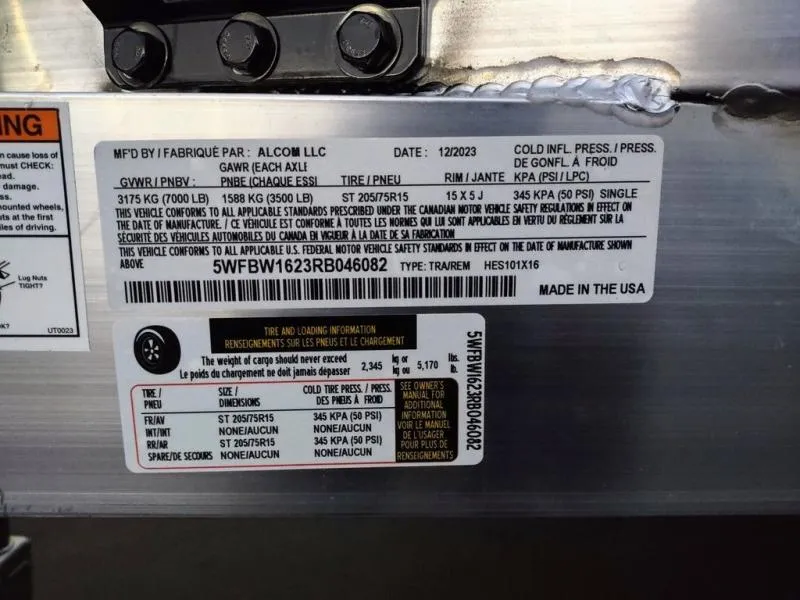 NG
in cause loss of
must CHECK:
ead.
damage.
ss.
mounted wheels,
uts at the first
iles of driving.
Lug Nuts
TIGHT?
K?
UT0023
MF'D BY / FABRIQUÉ PAR : ALCOM LLC DATE : 12/2023 COLD INFL. PRESS. / PRESS.
GAWR (EACH AXLE DE GONFL. À FROID
GVWR / PNBV : PNBE (CHAQUE ESSI TIRE / PNEU RIM / JANTE KPA (PSI / LPC)
3175 KG (7000 LB) 1588 KG (3500 LB) ST 205/75R15 15 X 5 J 345 KPA (50 PSI) SINGLE
THIS VEHICLE CONFORMS TO ALL APPLICABLE STANDARDS PRESCRIBED UNDER THE CANADIAN MOTOR VEHICLE SAFETY REGULATIONS IN EFFECT ON
THE DATE OF MANUFACTURE. / CE VÉHICULE EST CONFORME À TOUTES LES NORMES QUI LUI SONT APPLICABLES EN VERTU DU RÈGLEMENT SUR LA
SÉCURITÉ DES VÉHICULES AUTOMOBILES DU CANADA EN VIGUEUR À LA DATE DE SA FABRICATION.
THIS VEHICLE CONFORMS TO ALL APPLICABLE U.S. FEDERAL MOTOR VEHICLE SAFETY STANDARDS IN EFFECT ON THE DATE OF MANUFACTURE SHOWN
ABOVE 5WFBW1623RB046082 TYPE: TRA/REM HES101X16
MADE IN THE USA
TIRE AND LOADING INFORMATION
RENSEIGNEMENTS SUR LES PNEUS ET LE CHARGEMENT
The weight of cargo should never exceed kg or lbs.
Le poids du chargement ne doit jamais dépasser 2,345 kg ou 5,170 lb.
TIRE / SIZE / COLD TIRE PRESS. / PRESS.
PNEU DIMENSIONS DES PNEUS À FROID
FR/AV ST 205/75R15 345 KPA (50 PSI)
INT/INT NONE/AUCUN NONE/AUCUN
RR/AR ST 205/75R15 345 KPA (50 PSI)
SPARE/DE SECOURS NONE/AUCUN NONE/AUCUN
SEE OWNER'S
MANUAL FOR
ADDITIONAL
INFORMATION
VOIR LE MANUEL
DE L'USAGER
POUR PLUS DE
RENSEIGNEMENTS
5WFBW1623RB046082